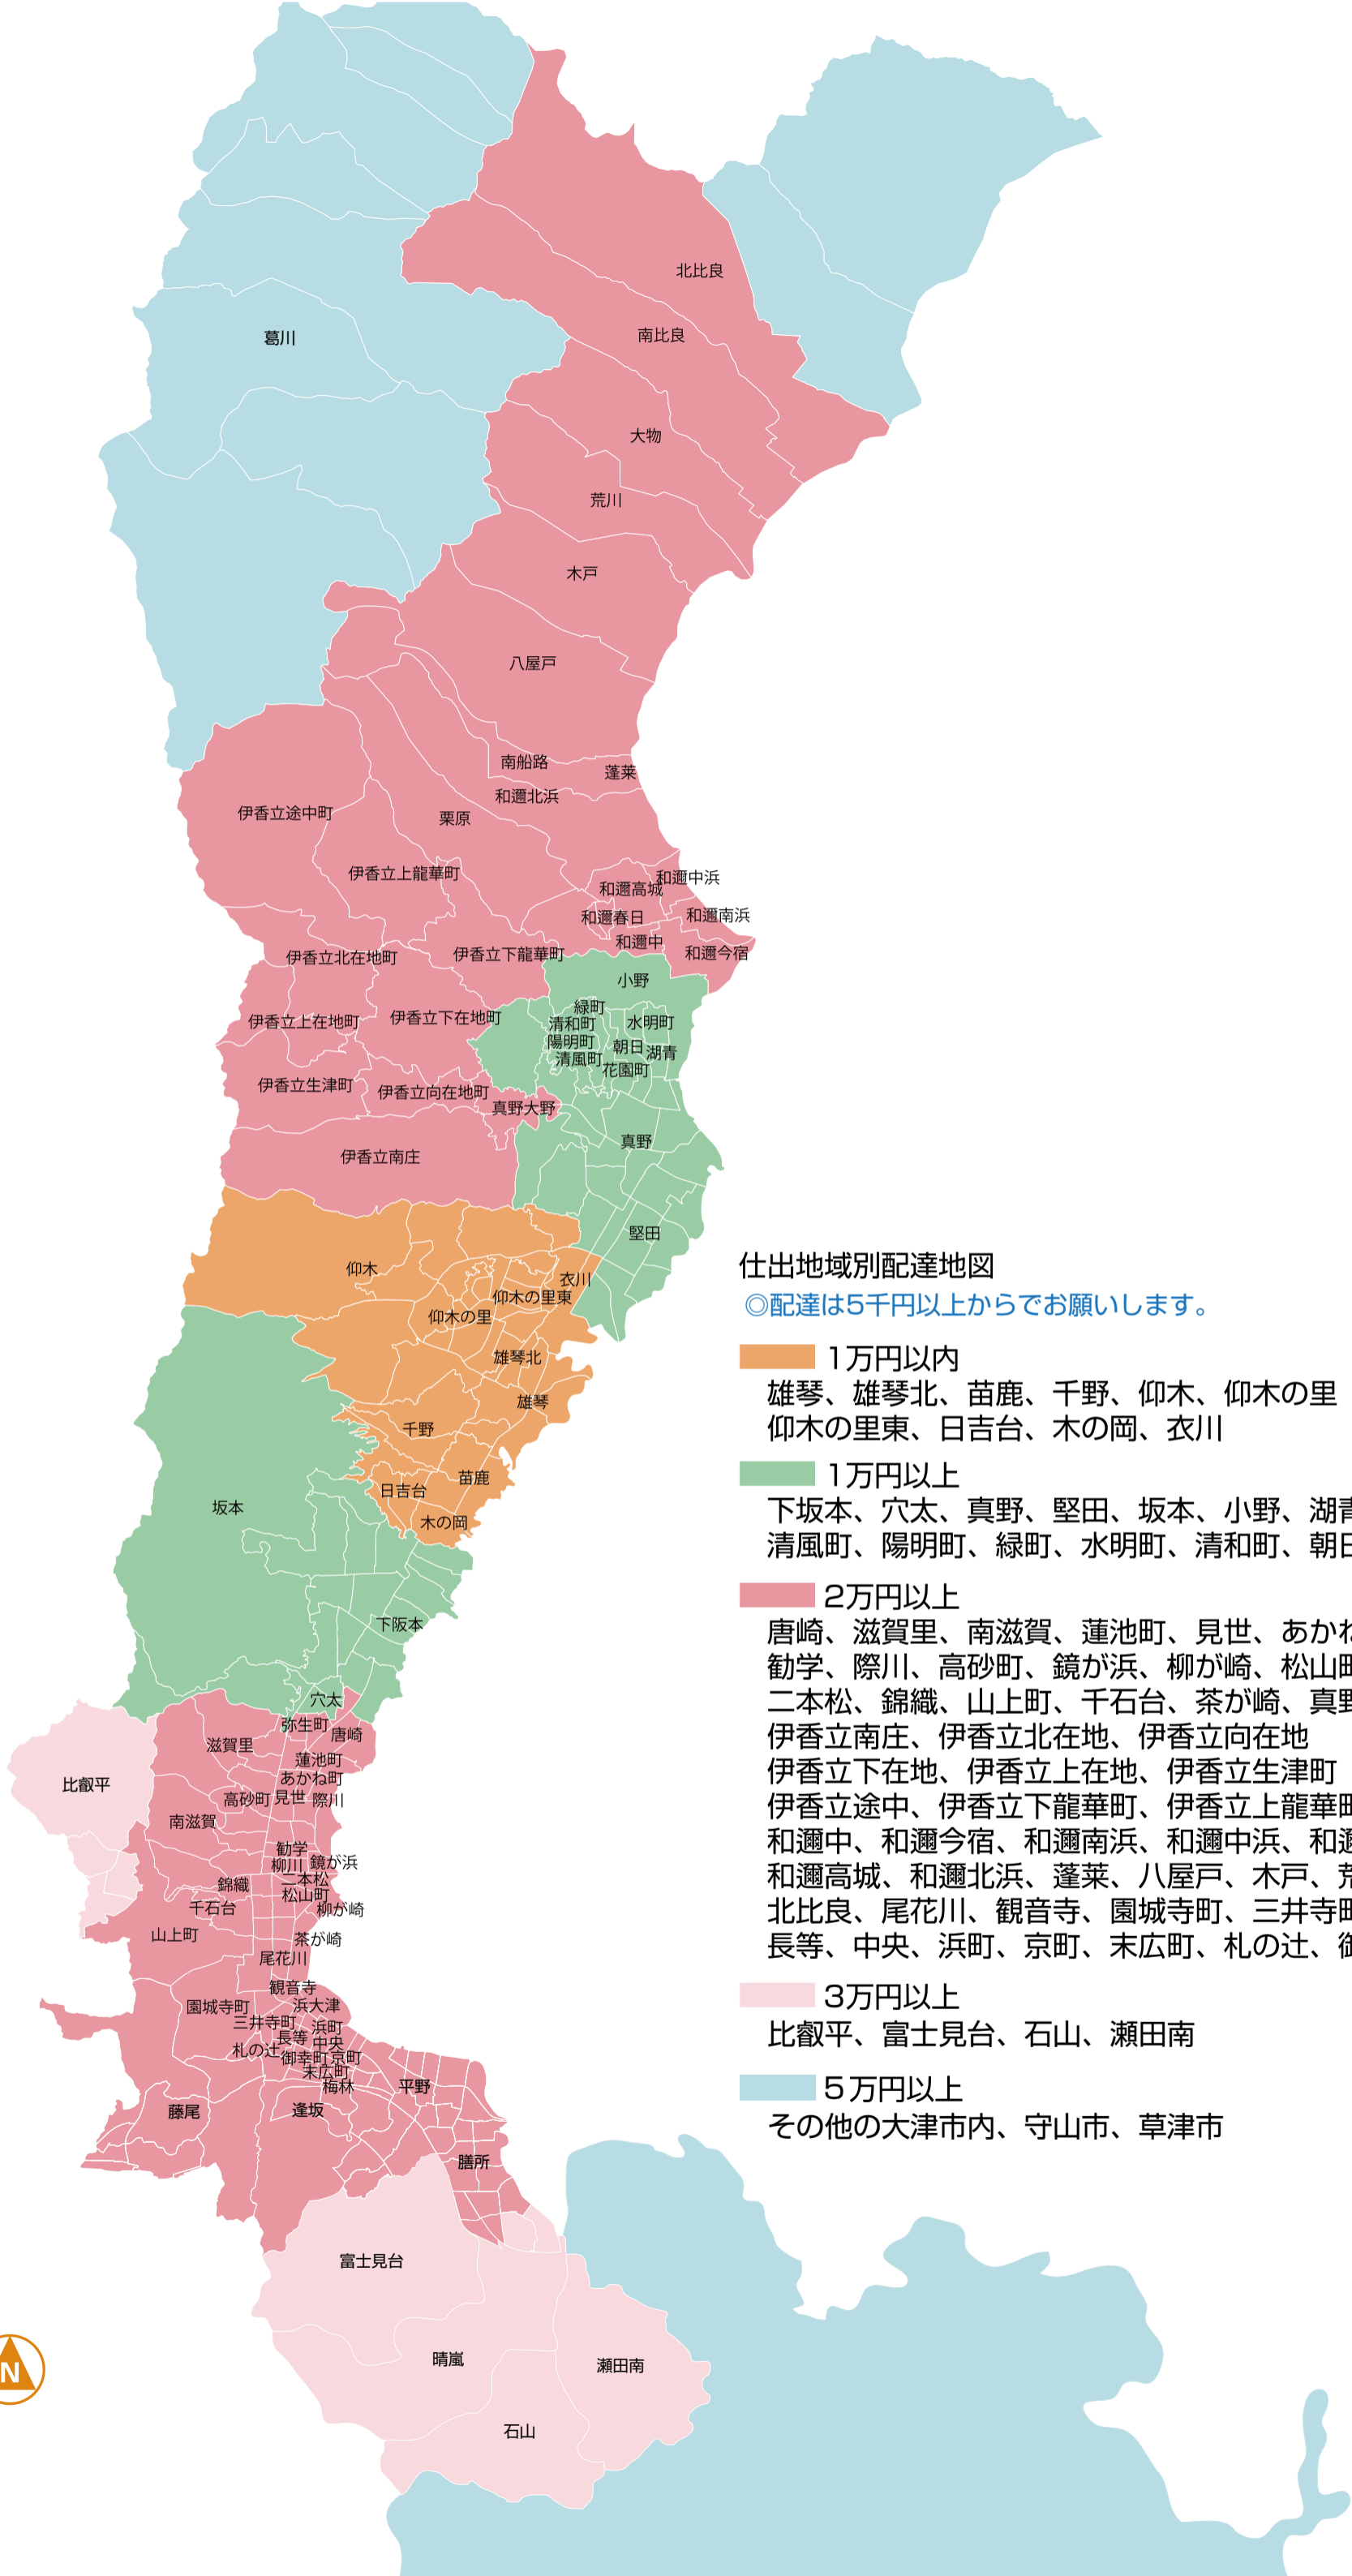 北比良
南比良
葛川
大物
荒川
木戸
八屋戸
南船路
蓬莱
和邇北浜
伊香立途中町
栗原
伊香立上龍華町
和邇中浜
和邇高城
和邇春日
和邇南浜
和邇中
和邇今宿
伊香立北在地町
伊香立下龍華町
小野
緑町
伊香立上在地町
伊香立下在地町
清和町
水明町
陽明町
朝日
湖青
清風町
花園町
伊香立生津町
伊香立向在地町
真野大野
真野
伊香立南庄
堅田
仰木
衣川
仰木の里東
仰木の里
雄琴北
雄琴
千野
苗鹿
日吉台
木の岡
坂本
下阪本
穴太
弥生町
唐崎
滋賀里
蓮池町
あかね町
比叡平
高砂町
見世
際川
南滋賀
勧学
柳川
鏡が浜
二本松
錦織
松山町
千石台
柳が崎
山上町
茶が崎
尾花川
観音寺
園城寺町
浜大津
三井寺町
浜町
長等
中央
札の辻
御幸町
京町
末広町
梅林
平野
藤尾
逢坂
膳所
富士見台
晴嵐
瀬田南
石山
N
仕出地域別配達地図
◎配達は5千円以上からでお願いします。
1万円以内
雄琴、雄琴北、苗鹿、千野、仰木、仰木の里
仰木の里東、日吉台、木の岡、衣川
1万円以上
下坂本、穴太、真野、堅田、坂本、小野、湖青
清風町、陽明町、緑町、水明町、清和町、朝日
2万円以上
唐崎、滋賀里、南滋賀、蓮池町、見世、あかね
勧学、際川、高砂町、鏡が浜、柳が崎、松山町
二本松、錦織、山上町、千石台、茶が崎、真野
伊香立南庄、伊香立北在地、伊香立向在地
伊香立下在地、伊香立上在地、伊香立生津町
伊香立途中、伊香立下龍華町、伊香立上龍華町
和邇中、和邇今宿、和邇南浜、和邇中浜、和邇
和邇高城、和邇北浜、蓬莱、八屋戸、木戸、荒
北比良、尾花川、観音寺、園城寺町、三井寺町
長等、中央、浜町、京町、末広町、札の辻、御
3万円以上
比叡平、富士見台、石山、瀬田南
5万円以上
その他の大津市内、守山市、草津市